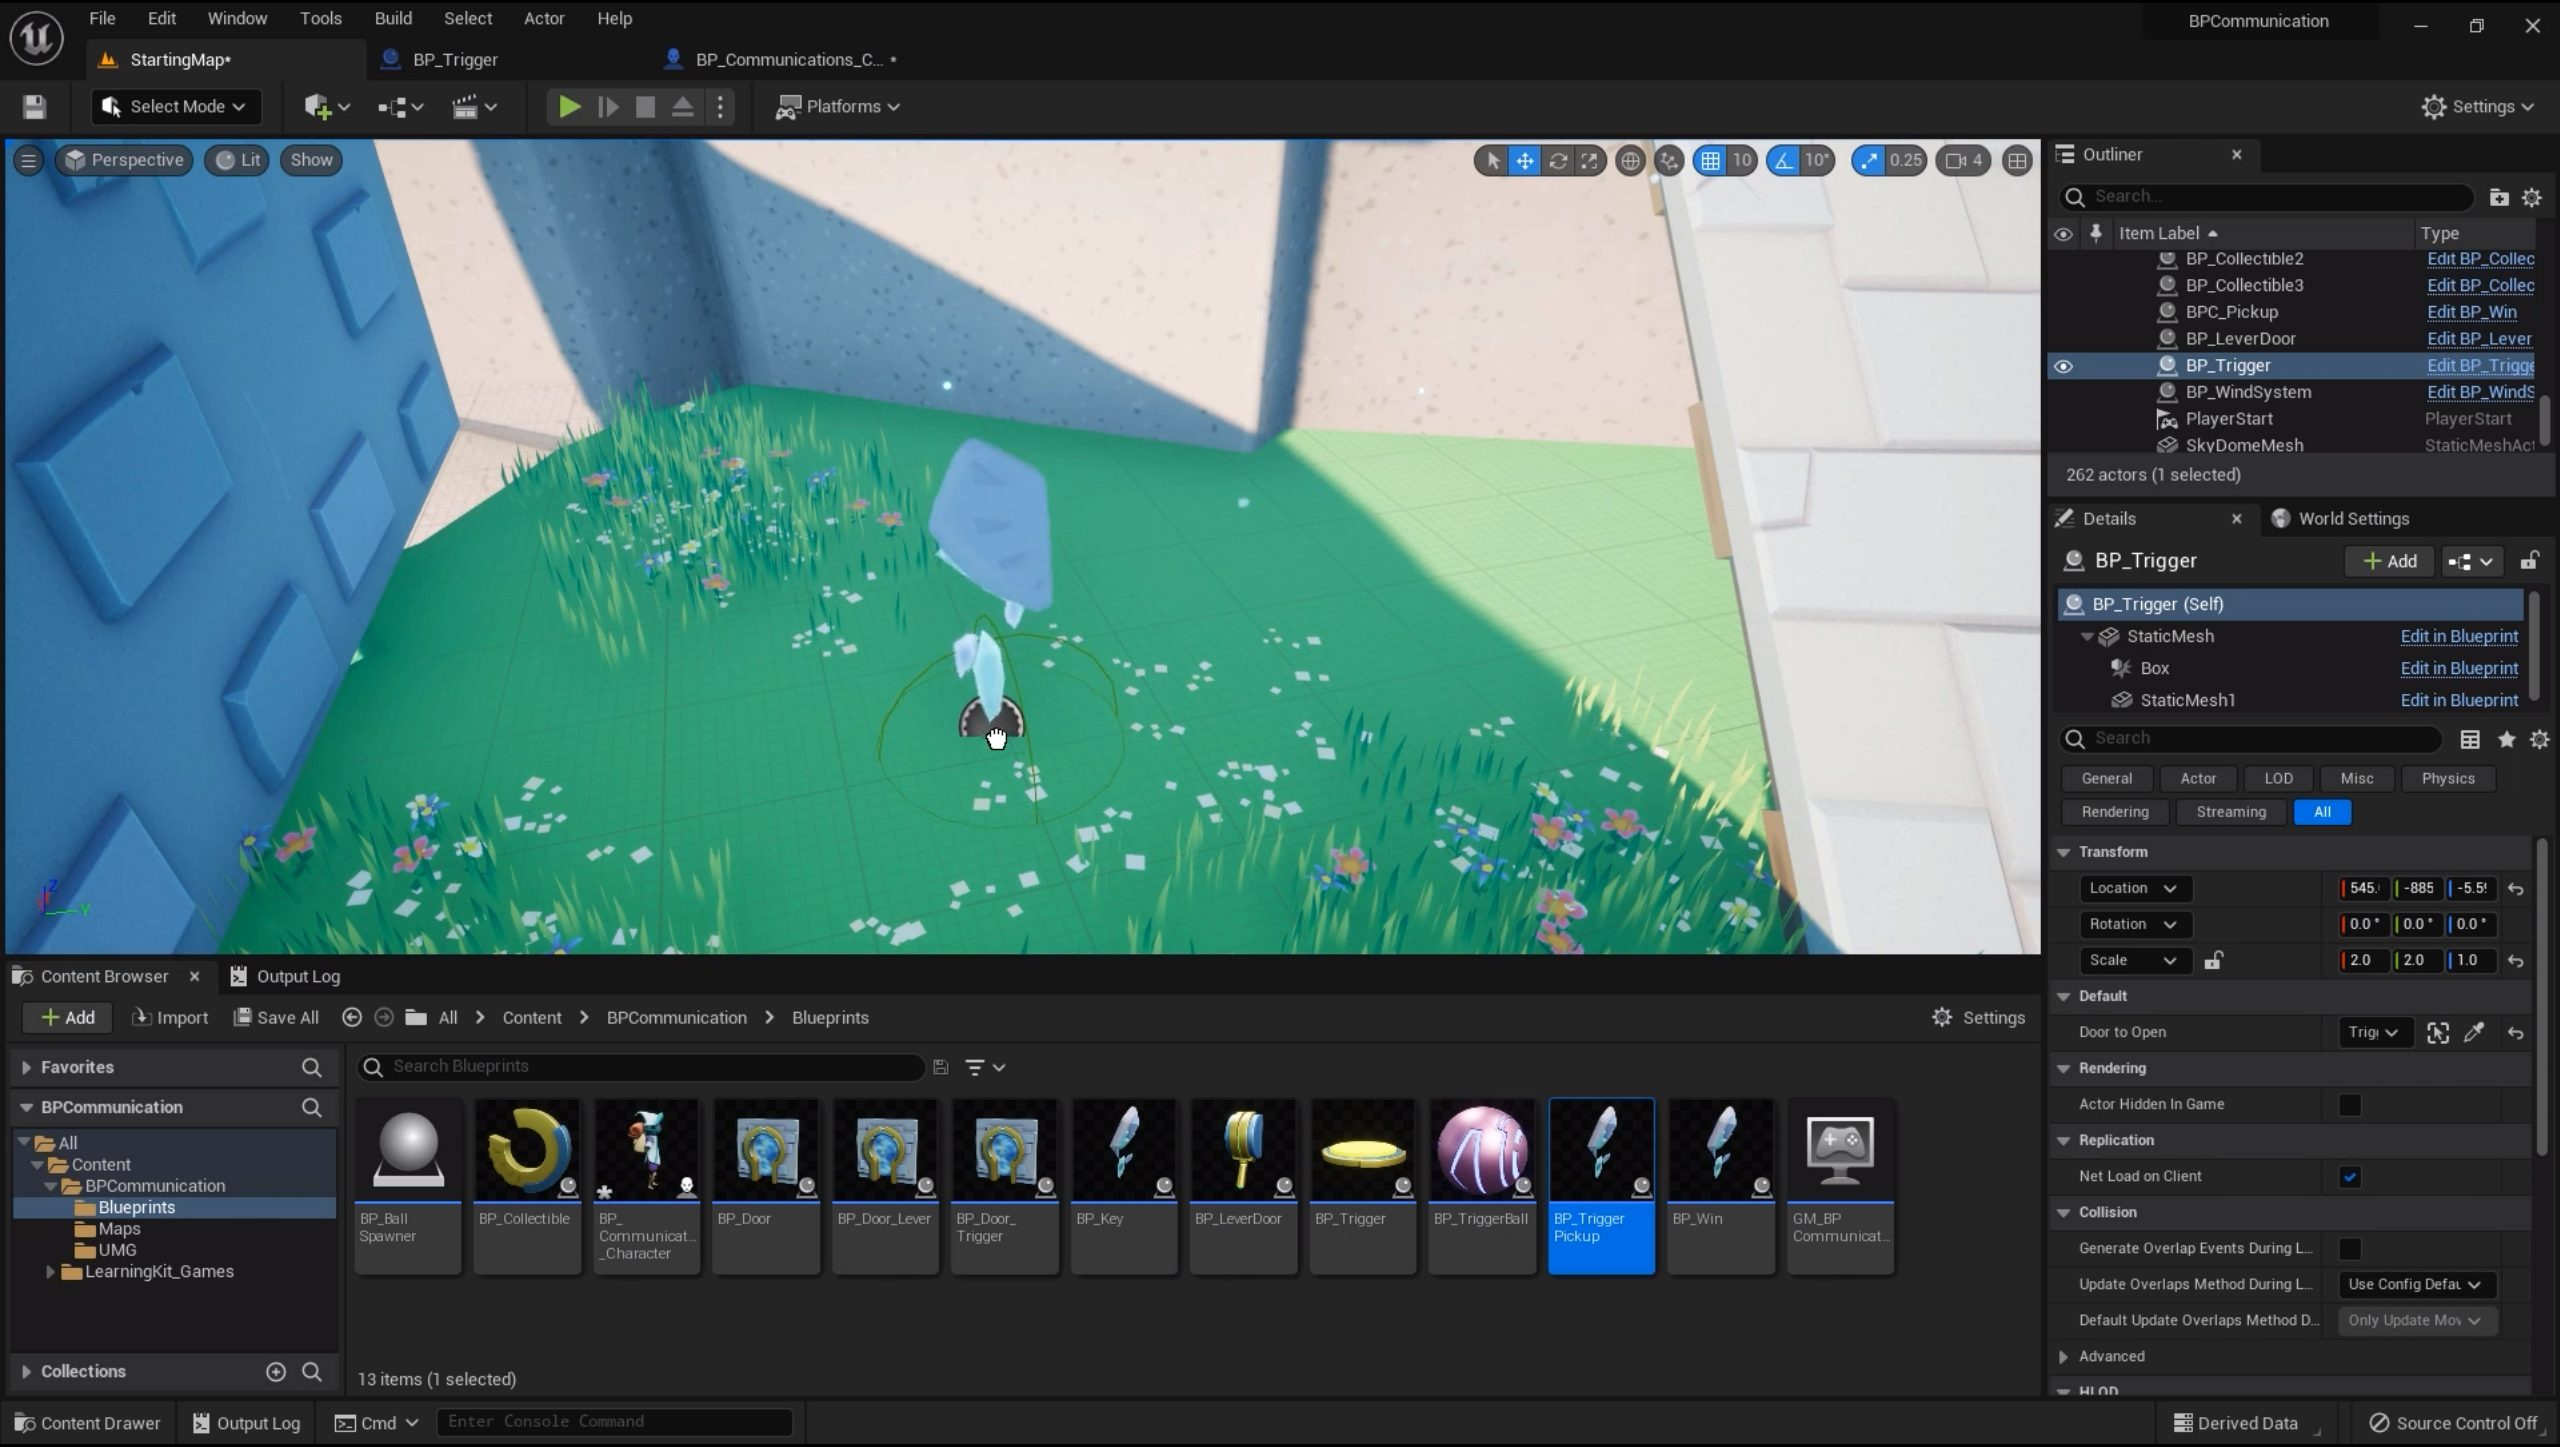 File Edit Window Tools Build Select Actor Help
BPCommunication
StartingMap*
BP_Trigger
BP_Communications_C... *
Select Mode
Platforms
Settings
Perspective
Lit
Show
10
10°
0.25
4
Outliner
Search...
Item Label
Type
BP_Collectible2 Edit BP_Collec
BP_Collectible3 Edit BP_Collec
BPC_Pickup Edit BP_Win
BP_LeverDoor Edit BP_Lever
BP_Trigger Edit BP_Trigge
BP_WindSystem Edit BP_WindS
PlayerStart PlayerStart
SkyDomeMesh StaticMeshAct
262 actors (1 selected)
Details
World Settings
BP_Trigger
Add
BP_Trigger (Self)
StaticMesh Edit in Blueprint
Box Edit in Blueprint
StaticMesh1 Edit in Blueprint
Search
General Actor LOD Misc Physics
Rendering Streaming All
Transform
Location 545. -885 -5.5
Rotation 0.0 ° 0.0 ° 0.0 °
Scale 2.0 2.0 1.0
Default
Door to Open Trig
Rendering
Actor Hidden In Game
Replication
Net Load on Client
Collision
Generate Overlap Events During L...
Update Overlaps Method During L... Use Config Defau
Default Update Overlaps Method D... Only Update Mov
Advanced
HLOD
Z
Y
Content Browser
Output Log
Add Import Save All All > Content > BPCommunication > Blueprints
Settings
Favorites
BPCommunication
All
Content
BPCommunication
Blueprints
Maps
UMG
LearningKit_Games
Collections
Search Blueprints
BP_Ball
Spawner
BP_Collectible
BP_
Communicat...
_Character
BP_Door
BP_Door_Lever
BP_Door_
Trigger
BP_Key
BP_LeverDoor
BP_Trigger
BP_TriggerBall
BP_Trigger
Pickup
BP_Win
GM_BP
Communicat...
13 items (1 selected)
Content Drawer
Output Log
Cmd
Enter Console Command
Derived Data
Source Control Off